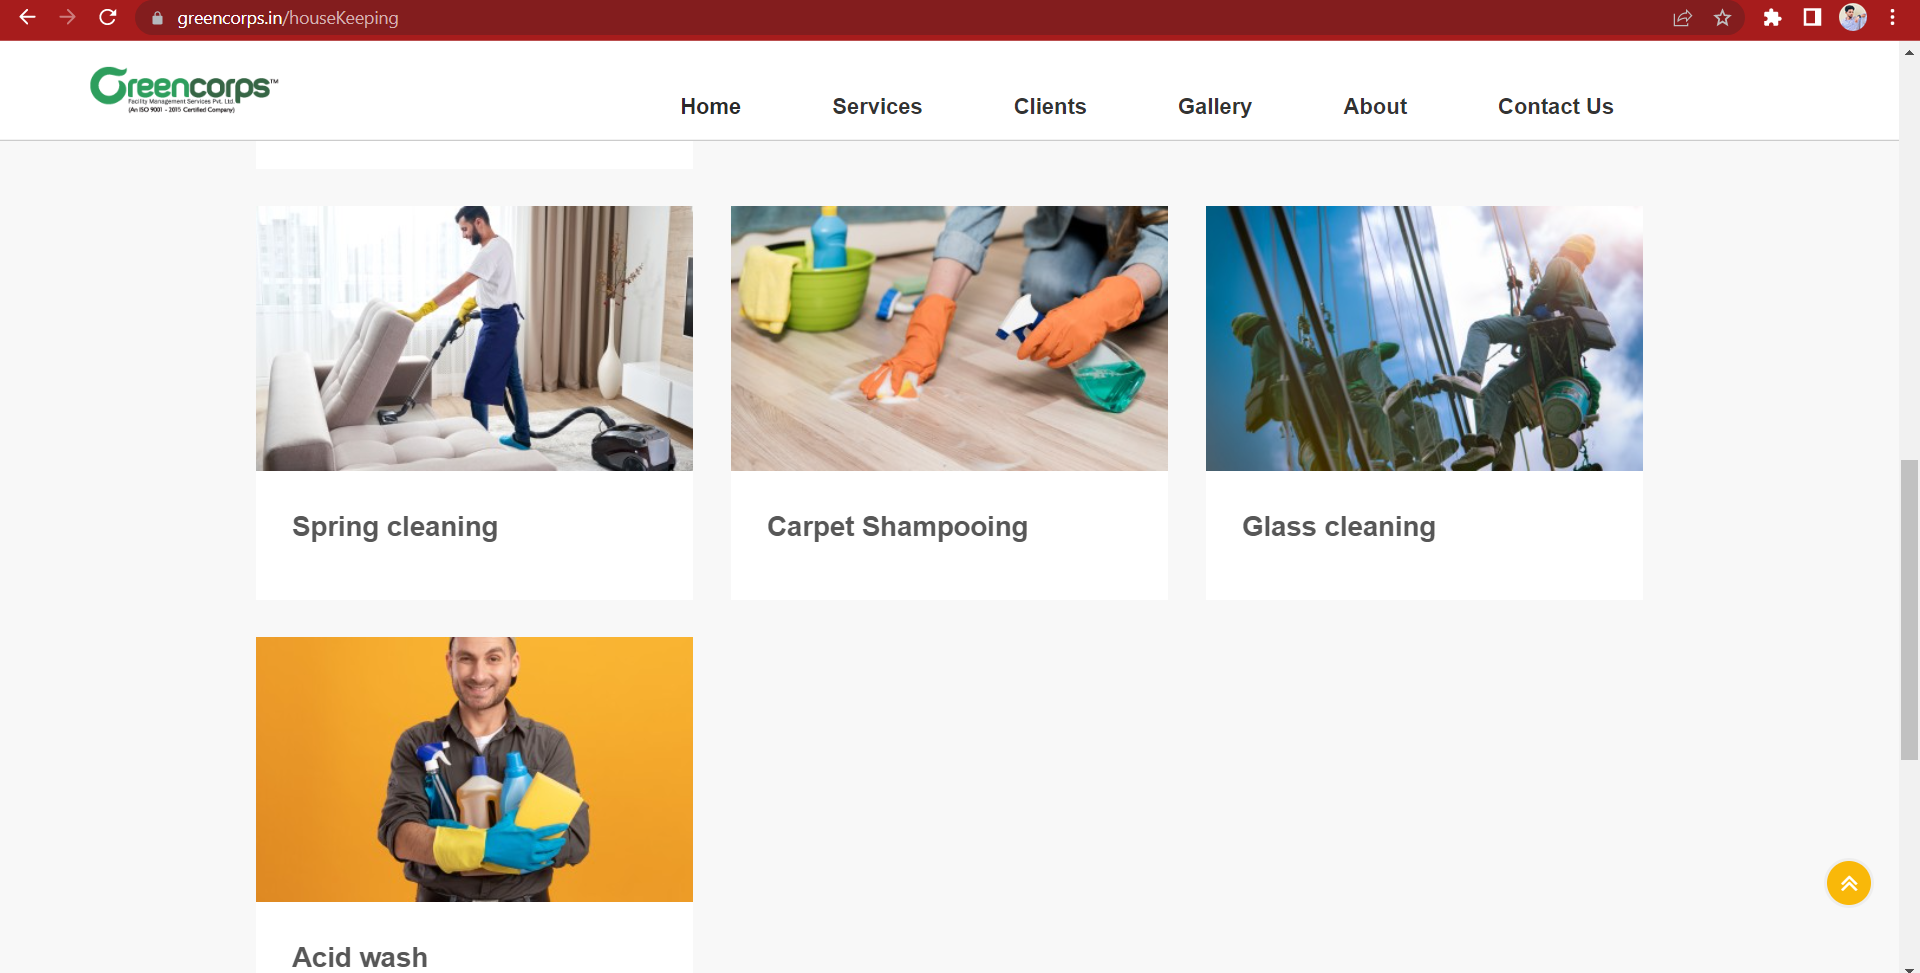 greencorps.in/houseKeeping
Greencorps™
Facility Management Services Pvt. Ltd.
(An ISO 9001 - 2015 Certified Company)
Home Services Clients Gallery About Contact Us
Spring cleaning Carpet Shampooing Glass cleaning
Acid wash